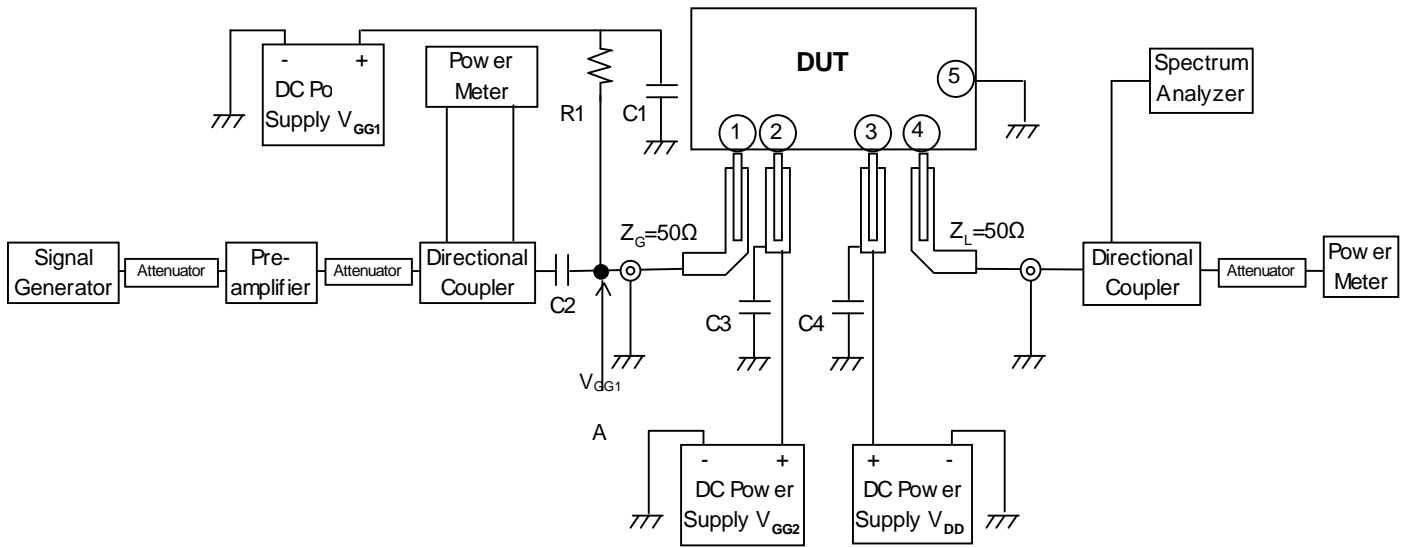 - +
DC Po
Supply VGG1
Power
Meter
R1
C1
DUT
1
2
3
4
5
Spectrum
Analyzer
Signal
Generator
Attenuator
Pre-
amplifier
Attenuator
Directional
Coupler
C2
ZG=50Ω
ZL=50Ω
Directional
Coupler
Attenuator
Power
Meter
C3
C4
VGG1
A
- +
DC Power
Supply VGG2
+ -
DC Power
Supply VDD